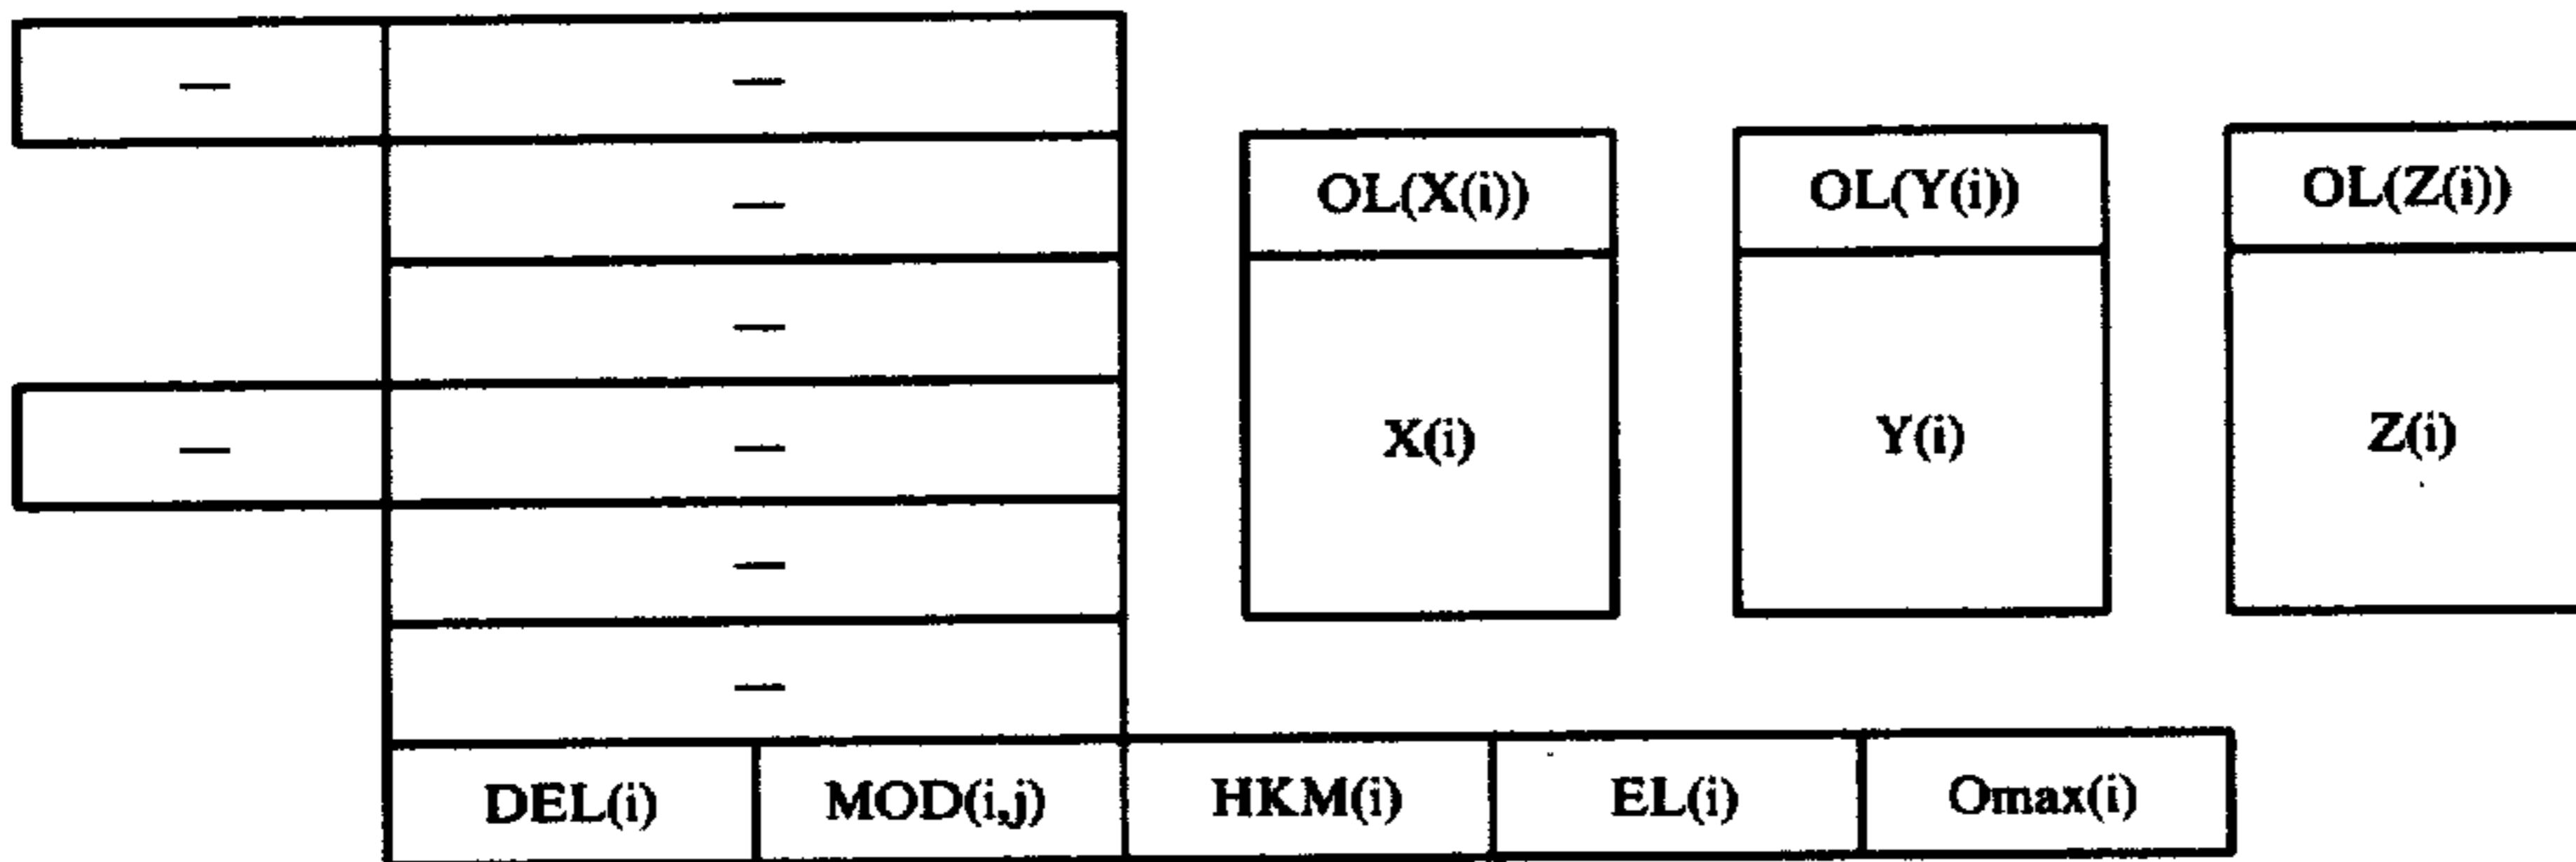 — —
— OL(X(i)) OL(Y(i)) OL(Z(i))
—
— — X(i) Y(i) Z(i)
—
—
DEL(i) MOD(i,j) HKM(i) EL(i) Omax(i)